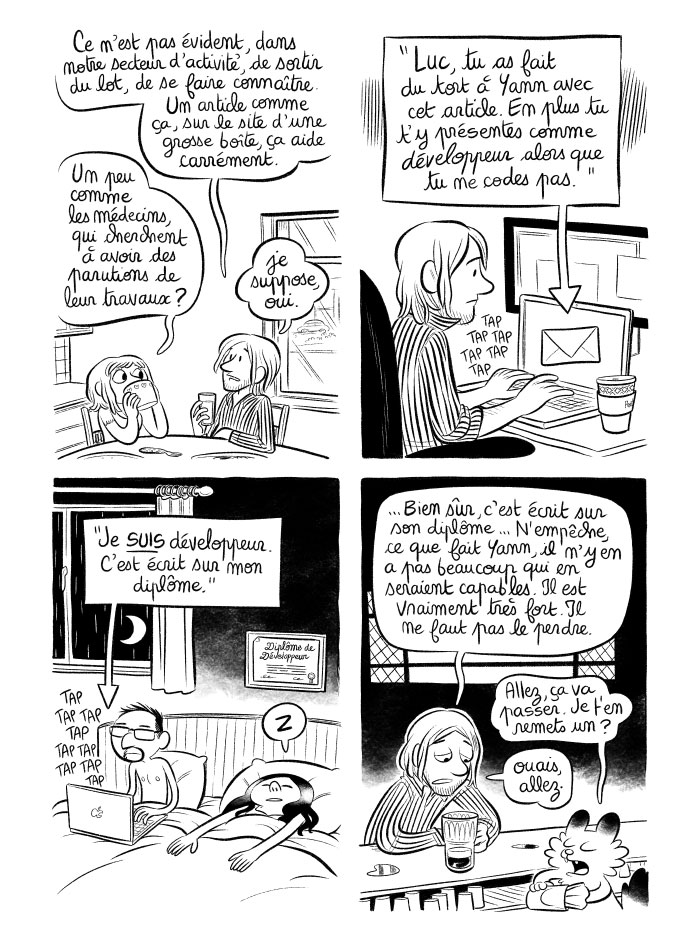 Ce n'est pas évident, dans
notre secteur d'activité, de sortir
du lot, de se faire connaître.
Un article comme
ça, sur le site d'une
grosse boîte, ça aide
carrément.
Un peu
comme
les médecins,
qui cherchent
à avoir des
parutions de
leur travaux ?
je
suppose,
oui.
"Luc, tu as fait
du tort à Yann avec
cet article. En plus tu
t'y présentes comme
développeur alors que
tu ne codes pas."
TAP
TAP TAP
TAP TAP
TAP
"Je SUIS développeur.
C'est écrit sur mon
diplôme."
Diplôme de
Développeur
TAP
TAP TAP
TAP
TAP TAP
TAP TAP
TAP
Z
...Bien sûr, c'est écrit sur
son diplôme... N'empêche,
ce que fait Yann, il n'y en
a pas beaucoup qui en
seraient capables. Il est
vraiment très fort. Il
ne faut pas le perdre.
Allez, ça va
passer. Je t'en
remets un ?
ouais,
allez.